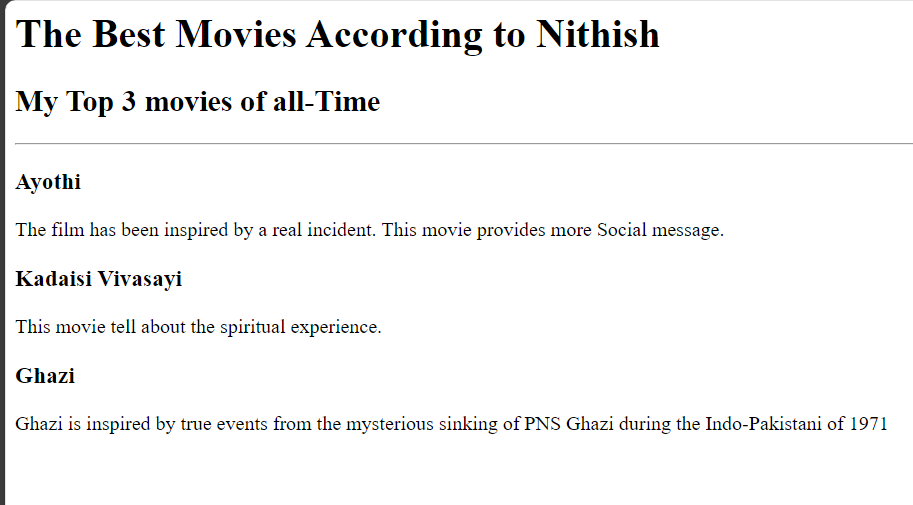 The Best Movies According to Nithish
My Top 3 movies of all-Time
Ayothi
The film has been inspired by a real incident. This movie provides more Social message.
Kadaisi Vivasayi
This movie tell about the spiritual experience.
Ghazi
Ghazi is inspired by true events from the mysterious sinking of PNS Ghazi during the Indo-Pakistani of 1971